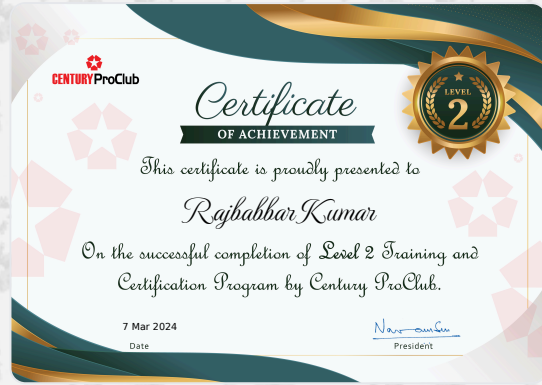 CENTURY ProClub
Certificate
OF ACHIEVEMENT
LEVEL
2
This certificate is proudly presented to
Rajbabbar Kumar
On the successful completion of Level 2 Training and
Certification Program by Century ProClub.
7 Mar 2024
Date
President